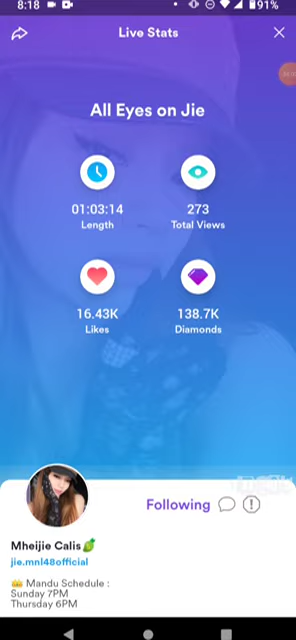 8:18
91%
Live Stats
All Eyes on Jie
01:03:14
Length
273
Total Views
16.43K
Likes
138.7K
Diamonds
Following
Mheijie Calis
jie.mnl48official
Mandu Schedule :
Sunday 7PM
Thursday 6PM